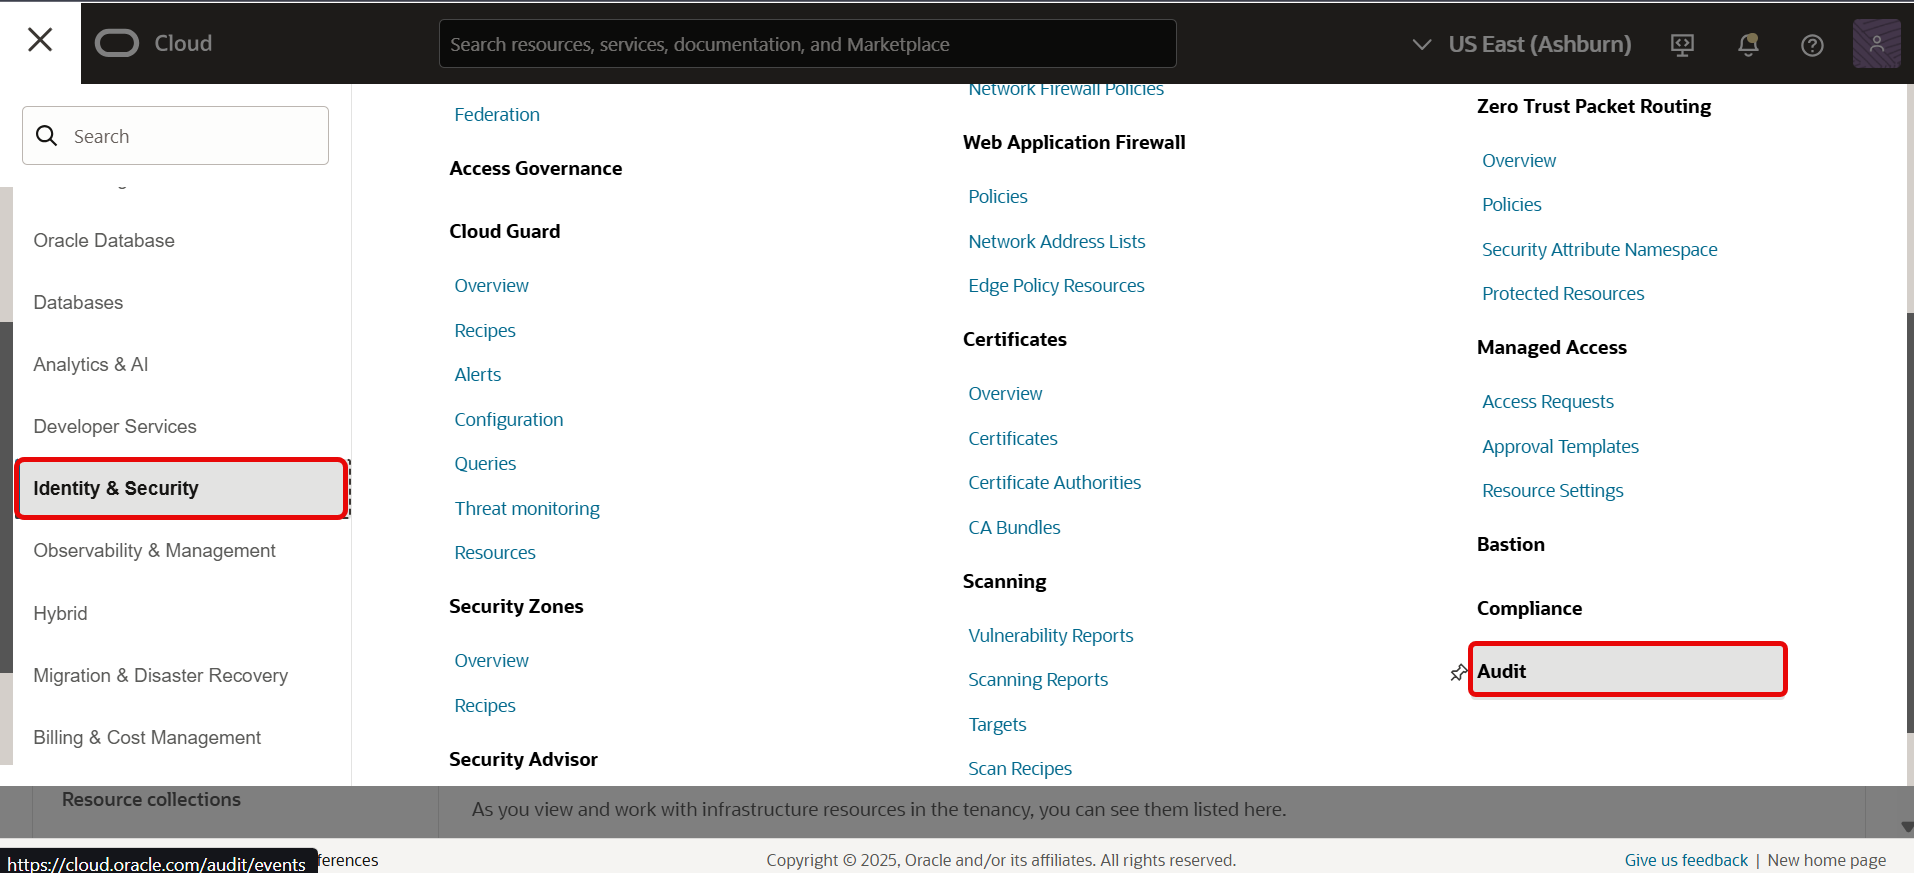 Cloud
Search resources, services, documentation, and Marketplace
US East (Ashburn)
Search
Oracle Database
Databases
Analytics & AI
Developer Services
Identity & Security
Observability & Management
Hybrid
Migration & Disaster Recovery
Billing & Cost Management
Federation
Access Governance
Cloud Guard
Overview
Recipes
Alerts
Configuration
Queries
Threat monitoring
Resources
Security Zones
Overview
Recipes
Security Advisor
Network Firewall Policies
Web Application Firewall
Policies
Network Address Lists
Edge Policy Resources
Certificates
Overview
Certificates
Certificate Authorities
CA Bundles
Scanning
Vulnerability Reports
Scanning Reports
Targets
Scan Recipes
Zero Trust Packet Routing
Overview
Policies
Security Attribute Namespace
Protected Resources
Managed Access
Access Requests
Approval Templates
Resource Settings
Bastion
Compliance
Audit
Resource collections
As you view and work with infrastructure resources in the tenancy, you can see them listed here.
https://cloud.oracle.com/audit/events
ferences
Copyright © 2025, Oracle and/or its affiliates. All rights reserved.
Give us feedback | New home page